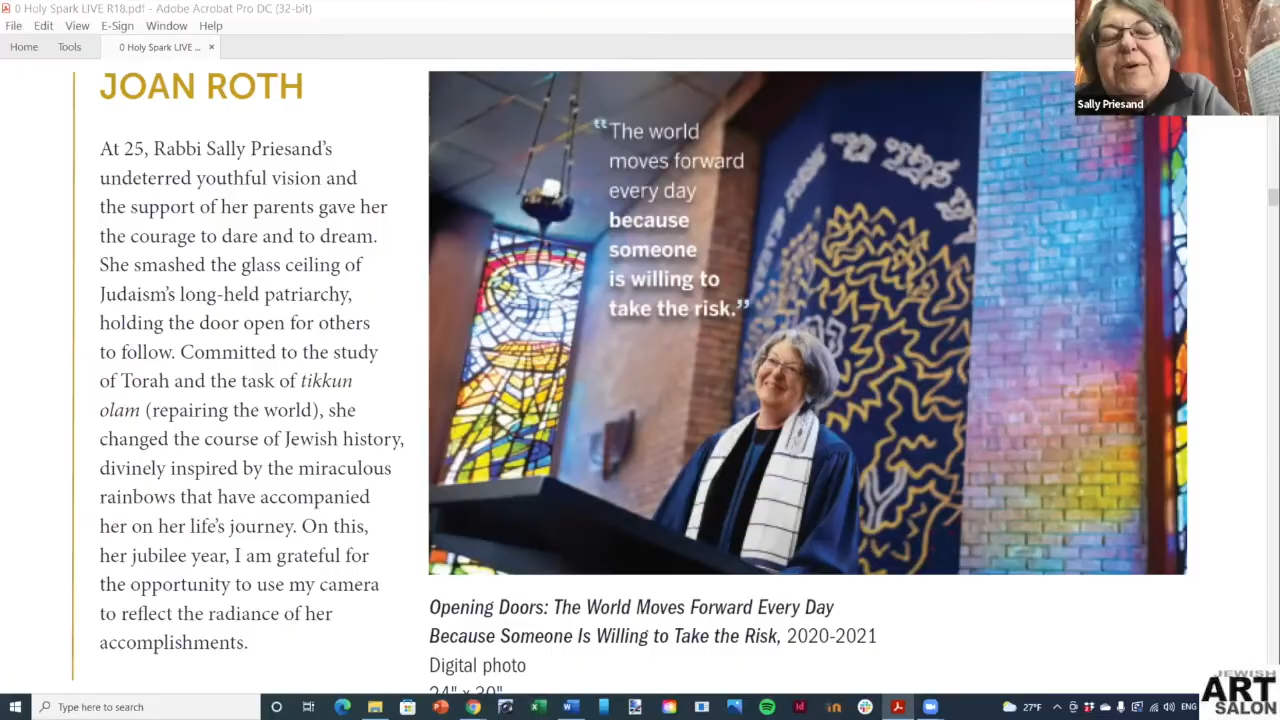 0 Holy Spark LIVE R18.pdf - Adobe Acrobat Pro DC (32-bit)
File Edit View E-Sign Window Help
Home Tools 0 Holy Spark LIVE ... ×
Sally Priesand
JOAN ROTH
At 25, Rabbi Sally Priesand’s
undeterred youthful vision and
the support of her parents gave her
the courage to dare and to dream.
She smashed the glass ceiling of
Judaism’s long-held patriarchy,
holding the door open for others
to follow. Committed to the study
of Torah and the task of tikkun
olam (repairing the world), she
changed the course of Jewish history,
divinely inspired by the miraculous
rainbows that have accompanied
her on her life’s journey. On this,
her jubilee year, I am grateful for
the opportunity to use my camera
to reflect the radiance of her
accomplishments.
“The world
moves forward
every day
because
someone
is willing to
take the risk.”
Opening Doors: The World Moves Forward Every Day
Because Someone Is Willing to Take the Risk, 2020-2021
Digital photo
24" x 30"
Type here to search
27°F
ENG
JEWISH
ART
SALON